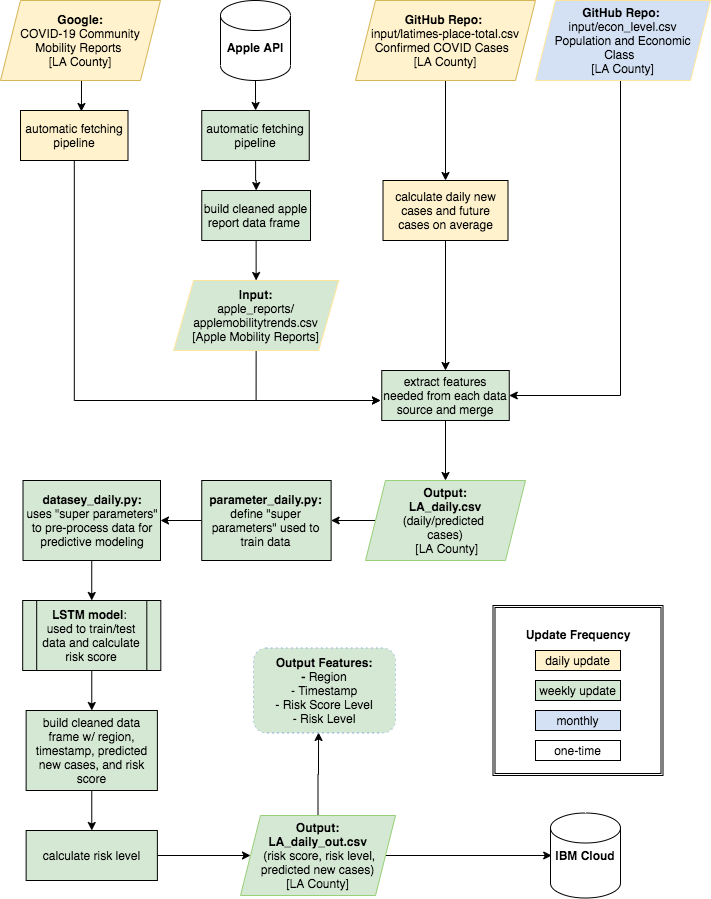 Google:
COVID-19 Community
Mobility Reports
[LA County]
Apple API
GitHub Repo:
input/latimes-place-total.csv
Confirmed COVID Cases
[LA County]
GitHub Repo:
input/econ_level.csv
Population and Economic
Class
[LA County]
automatic fetching
pipeline
automatic fetching
pipeline
build cleaned apple
report data frame
calculate daily new
cases and future
cases on average
Input:
apple_reports/
applemobilitytrends.csv
[Apple Mobility Reports]
extract features
needed from each data
source and merge
datasey_daily.py:
uses "super parameters"
to pre-process data for
predictive modeling
parameter_daily.py:
define "super
parameters" used to
train data
Output:
LA_daily.csv
(daily/predicted
cases)
[LA County]
LSTM model:
used to train/test
data and calculate
risk score
Output Features:
- Region
- Timestamp
- Risk Score Level
- Risk Level
Update Frequency
daily update
weekly update
monthly
one-time
build cleaned data
frame w/ region,
timestamp, predicted
new cases, and risk
score
calculate risk level
Output:
LA_daily_out.csv
(risk score, risk level,
predicted new cases)
[LA County]
IBM Cloud